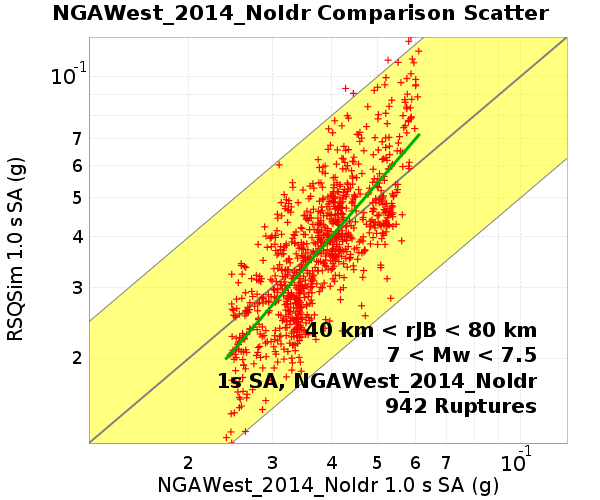 NGAWest_2014_NoIdr Comparison Scatter
RSQSim 1.0 s SA (g)
10-1
7
6
5
4
3
2
40 km < rJB < 80 km
7 < Mw < 7.5
1s SA, NGAWest_2014_NoIdr
942 Ruptures
2 3 4 5 6 7 10-1
NGAWest_2014_NoIdr 1.0 s SA (g)